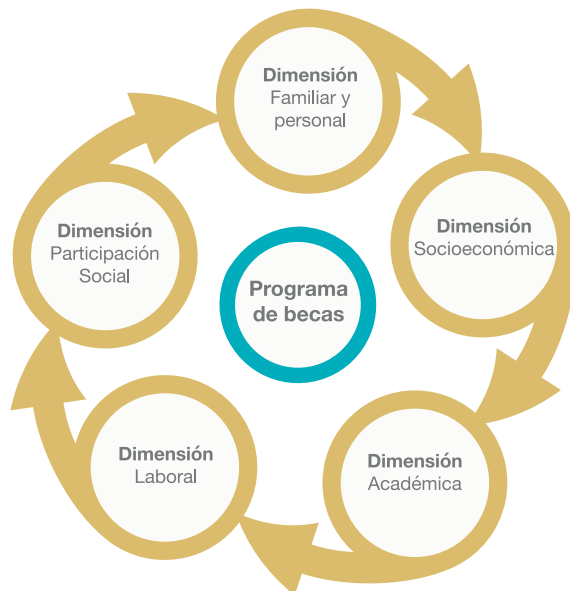 Dimensión
Familiar y
personal
Dimensión
Socioeconómica
Dimensión
Académica
Dimensión
Laboral
Dimensión
Participación
Social
Programa
de becas